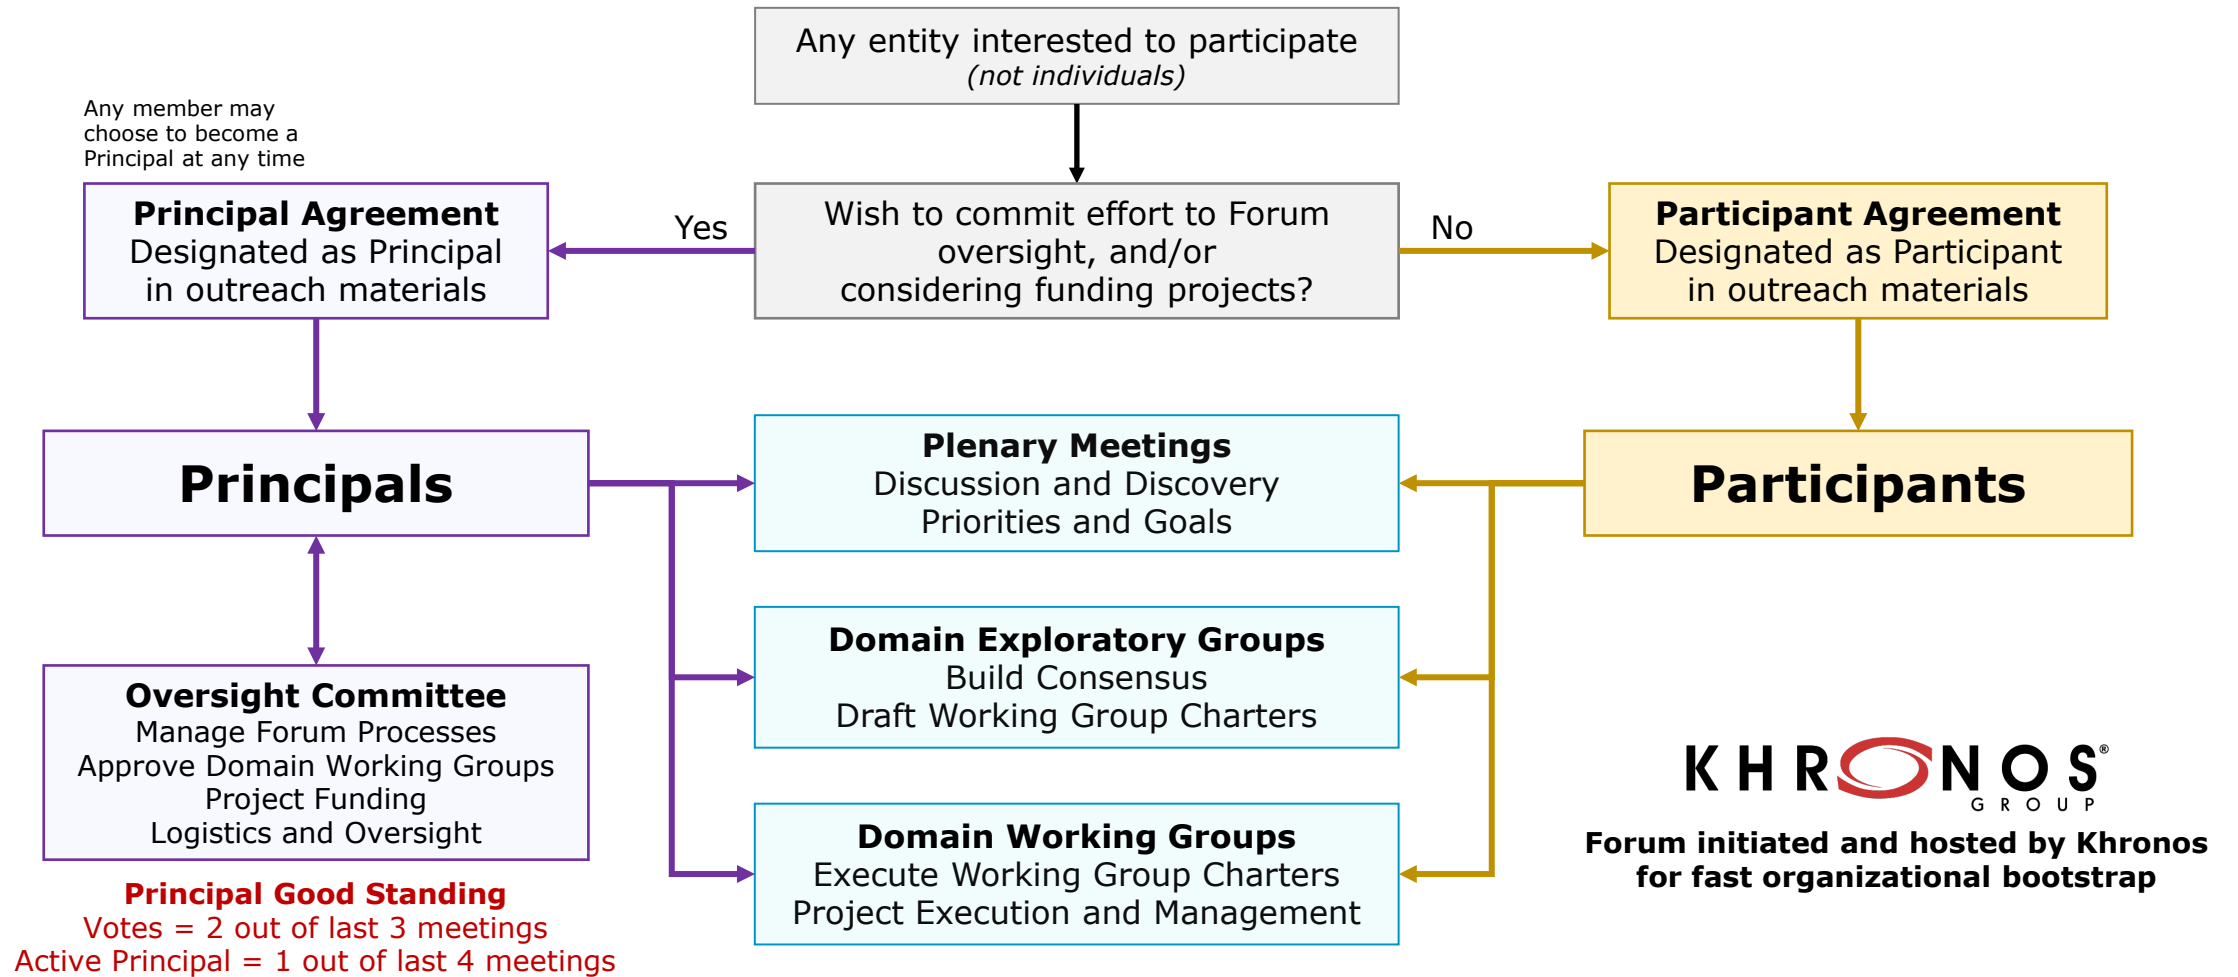 Any entity interested to participate
(not individuals)
Any member may
choose to become a
Principal at any time
Principal Agreement
Designated as Principal
in outreach materials
Yes
Wish to commit effort to Forum
oversight, and/or
considering funding projects?
No
Participant Agreement
Designated as Participant
in outreach materials
Principals
Plenary Meetings
Discussion and Discovery
Priorities and Goals
Participants
Domain Exploratory Groups
Build Consensus
Draft Working Group Charters
Oversight Committee
Manage Forum Processes
Approve Domain Working Groups
Project Funding
Logistics and Oversight
Domain Working Groups
Execute Working Group Charters
Project Execution and Management
KHRONOS®
GROUP
Forum initiated and hosted by Khronos
for fast organizational bootstrap
Principal Good Standing
Votes = 2 out of last 3 meetings
Active Principal = 1 out of last 4 meetings